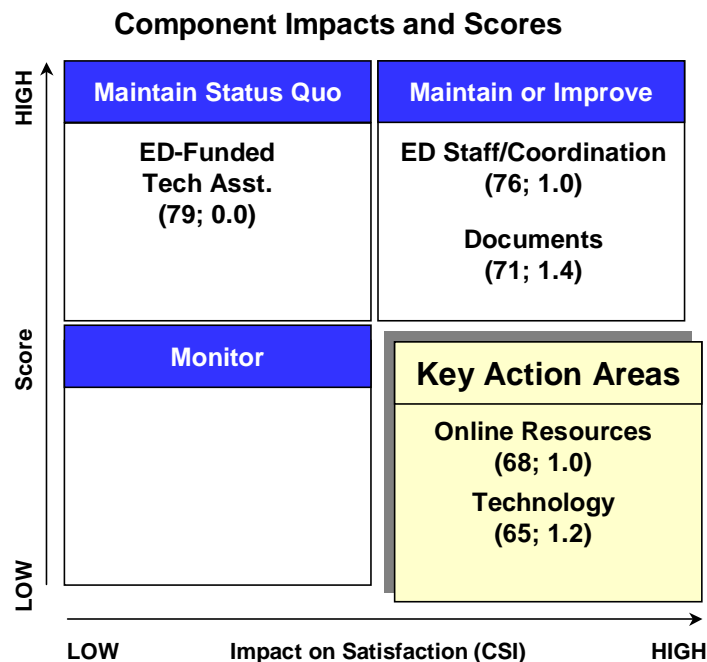 Component Impacts and Scores
HIGH
Score
LOW
Maintain Status Quo
ED-Funded
Tech Asst.
(79; 0.0)
Maintain or Improve
ED Staff/Coordination
(76; 1.0)
Documents
(71; 1.4)
Monitor
Key Action Areas
Online Resources
(68; 1.0)
Technology
(65; 1.2)
LOW
Impact on Satisfaction (CSI)
HIGH